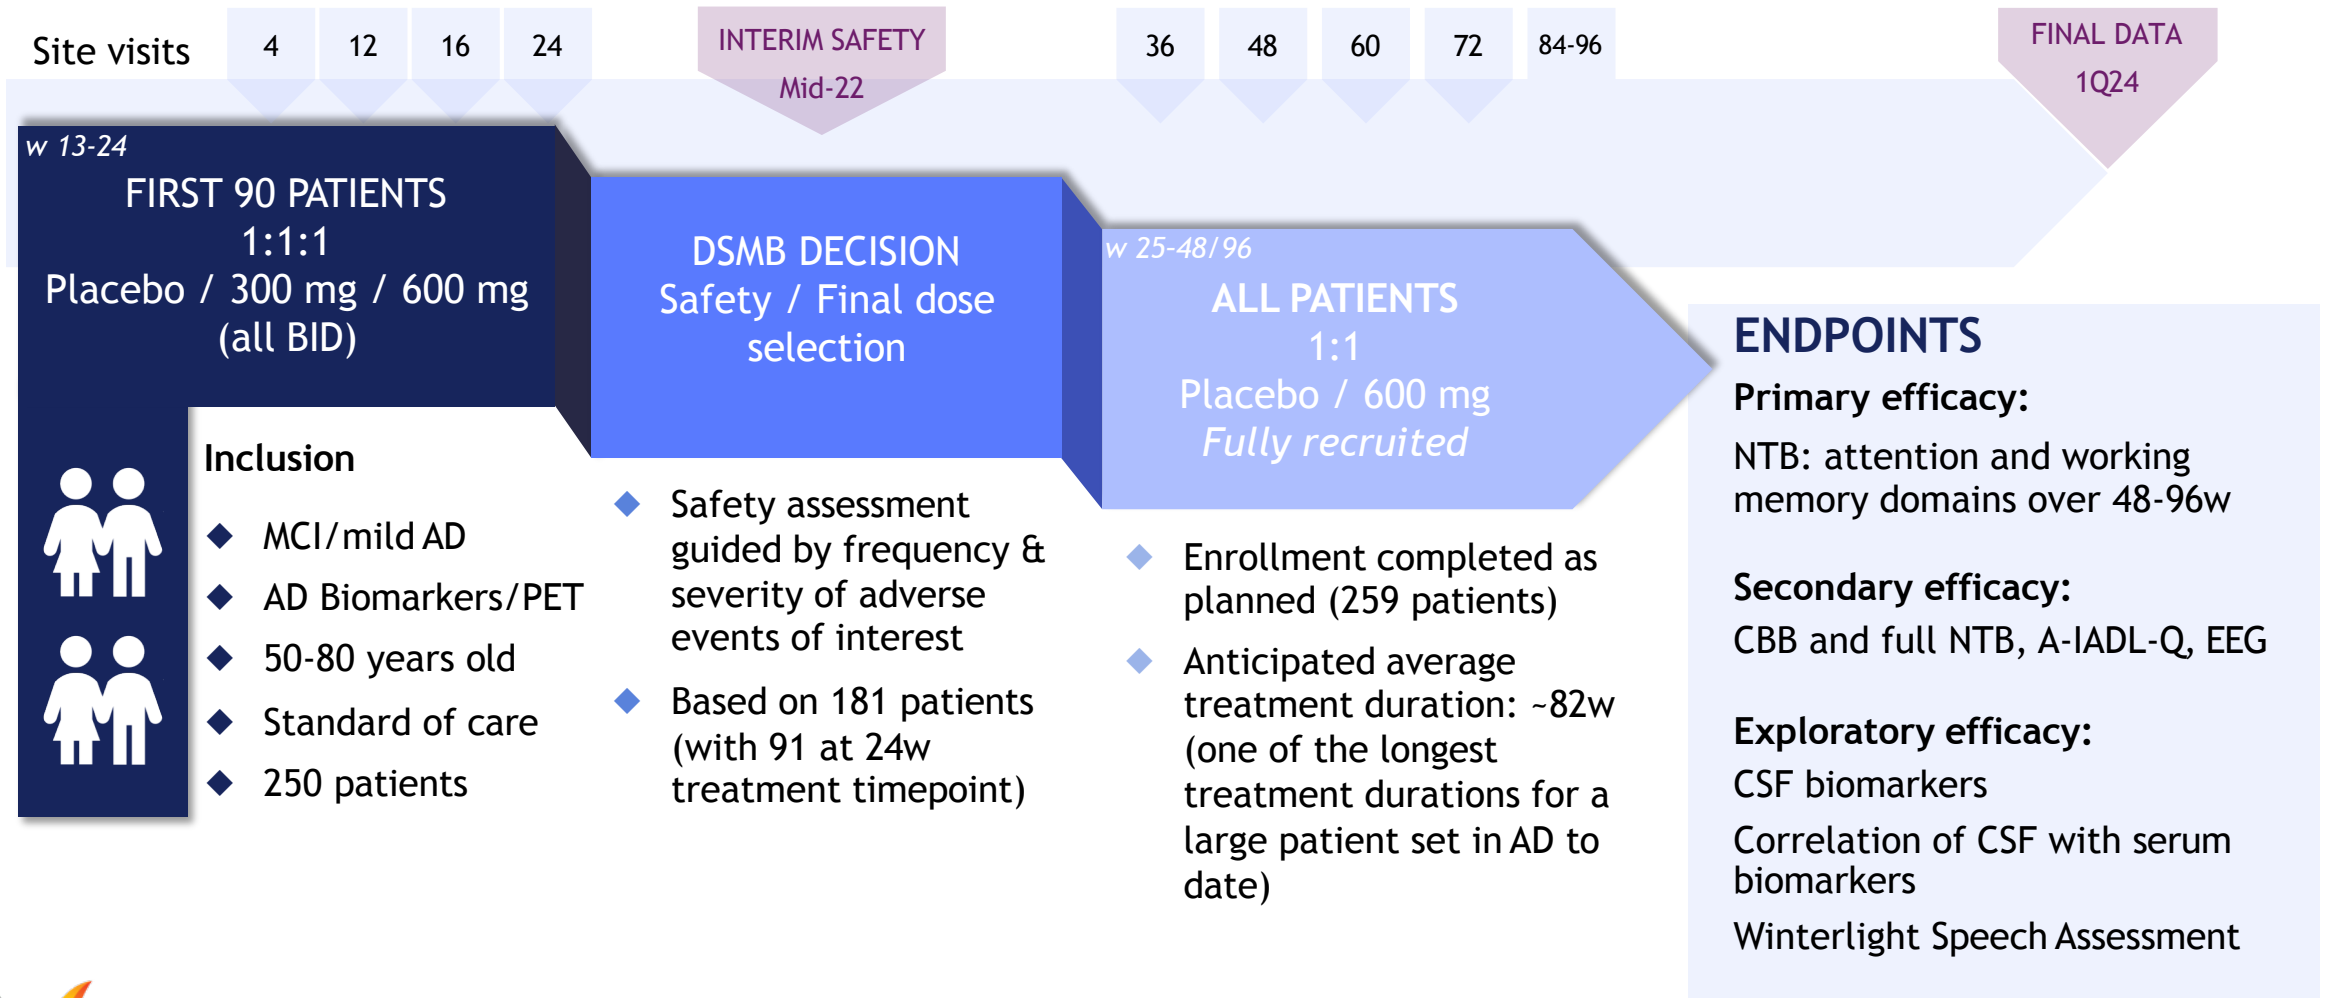 Site visits
4
12
16
24
INTERIM SAFETY
Mid-22
36
48
60
72
84-96
FINAL DATA
1Q24
w 13-24
FIRST 90 PATIENTS
1:1:1
Placebo / 300 mg / 600 mg
(all BID)
Inclusion
MCI/mild AD
AD Biomarkers/PET
50-80 years old
Standard of care
250 patients
DSMB DECISION
Safety / Final dose
selection
Safety assessment
guided by frequency &
severity of adverse
events of interest
Based on 181 patients
(with 91 at 24w
treatment timepoint)
w 25-48/96
ALL PATIENTS
1:1
Placebo / 600 mg
Fully recruited
Enrollment completed as
planned (259 patients)
Anticipated average
treatment duration: ~82w
(one of the longest
treatment durations for a
large patient set in AD to
date)
ENDPOINTS
Primary efficacy:
NTB: attention and working
memory domains over 48-96w
Secondary efficacy:
CBB and full NTB, A-IADL-Q, EEG
Exploratory efficacy:
CSF biomarkers
Correlation of CSF with serum
biomarkers
Winterlight Speech Assessment